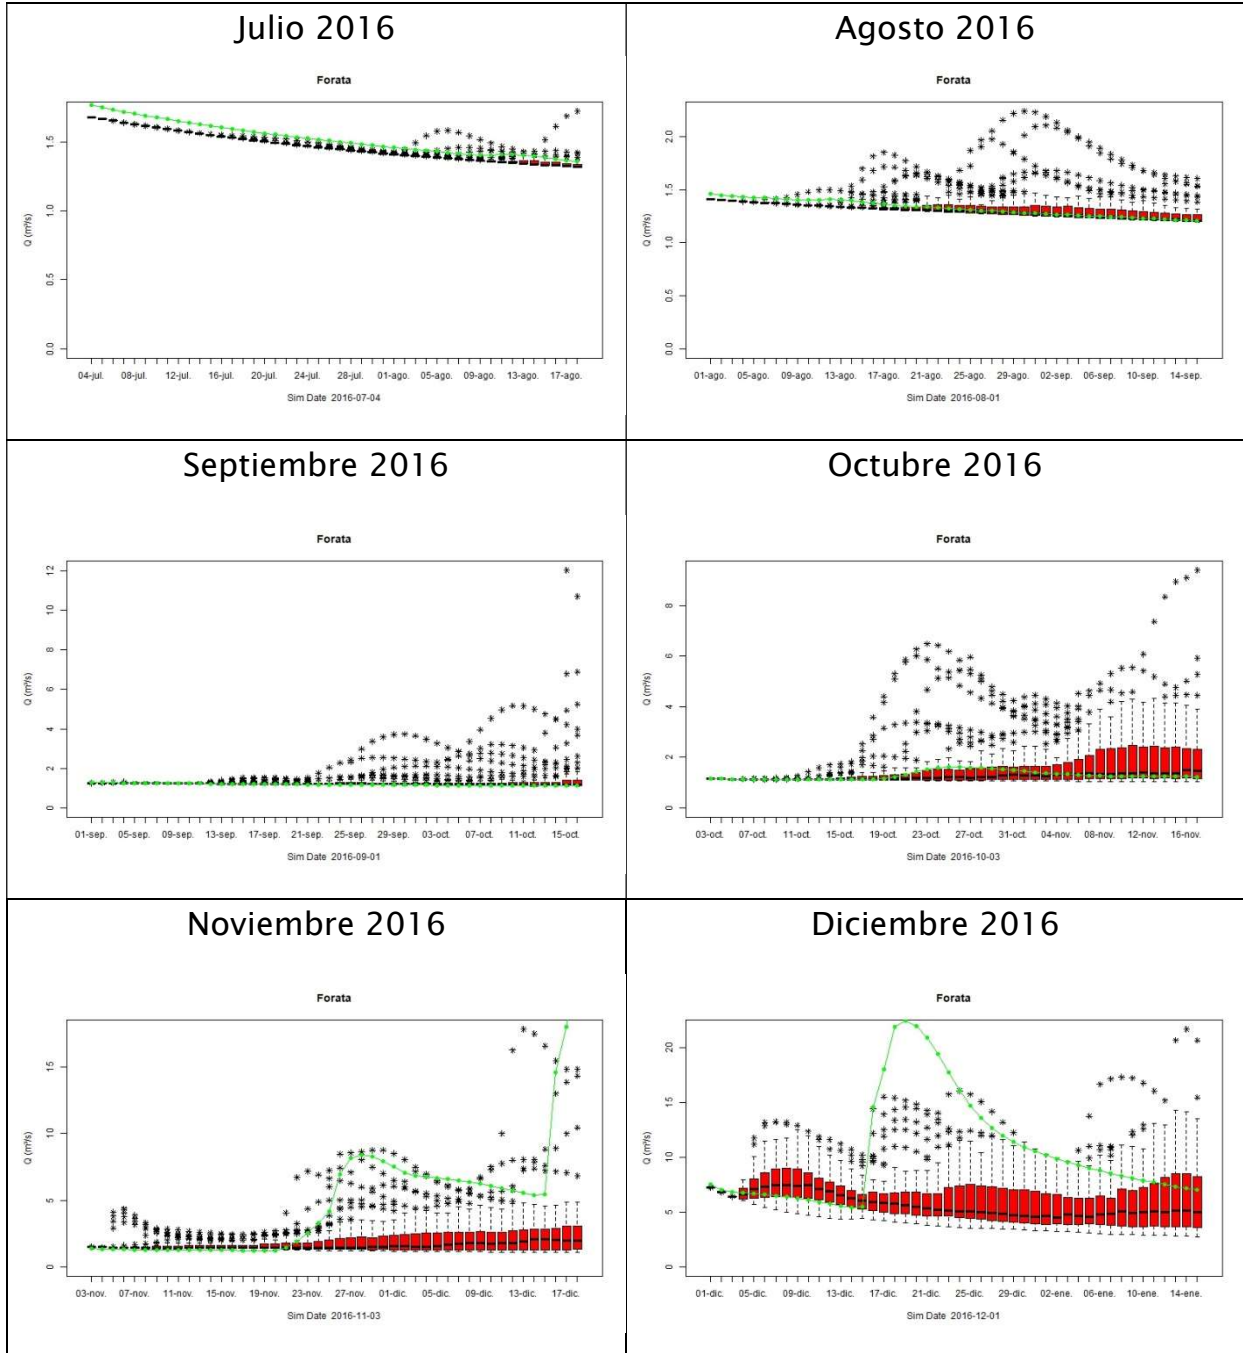 Julio 2016
Agosto 2016
Forata
Forata
Q (m³/s)
0.0 0.5 1.0 1.5
04-jul. 08-jul. 12-jul. 16-jul. 20-jul. 24-jul. 28-jul. 01-ago. 05-ago. 09-ago. 13-ago. 17-ago.
Sim Date 2016-07-04
Q (m³/s)
0.0 0.5 1.0 1.5 2.0
01-ago. 05-ago. 09-ago. 13-ago. 17-ago. 21-ago. 25-ago. 29-ago. 02-sep. 06-sep. 10-sep. 14-sep.
Sim Date 2016-08-01
Septiembre 2016
Octubre 2016
Forata
Forata
Q (m³/s)
0 2 4 6 8 10 12
01-sep. 05-sep. 09-sep. 13-sep. 17-sep. 21-sep. 25-sep. 29-sep. 03-oct. 07-oct. 11-oct. 15-oct.
Sim Date 2016-09-01
Q (m³/s)
0 2 4 6 8
03-oct. 07-oct. 11-oct. 15-oct. 19-oct. 23-oct. 27-oct. 31-oct. 04-nov. 08-nov. 12-nov. 16-nov.
Sim Date 2016-10-03
Noviembre 2016
Diciembre 2016
Forata
Forata
Q (m³/s)
0 5 10 15
03-nov. 07-nov. 11-nov. 15-nov. 19-nov. 23-nov. 27-nov. 01-dic. 05-dic. 09-dic. 13-dic. 17-dic.
Sim Date 2016-11-03
Q (m³/s)
0 5 10 15 20
01-dic. 05-dic. 09-dic. 13-dic. 17-dic. 21-dic. 25-dic. 29-dic. 02-ene. 06-ene. 10-ene. 14-ene.
Sim Date 2016-12-01